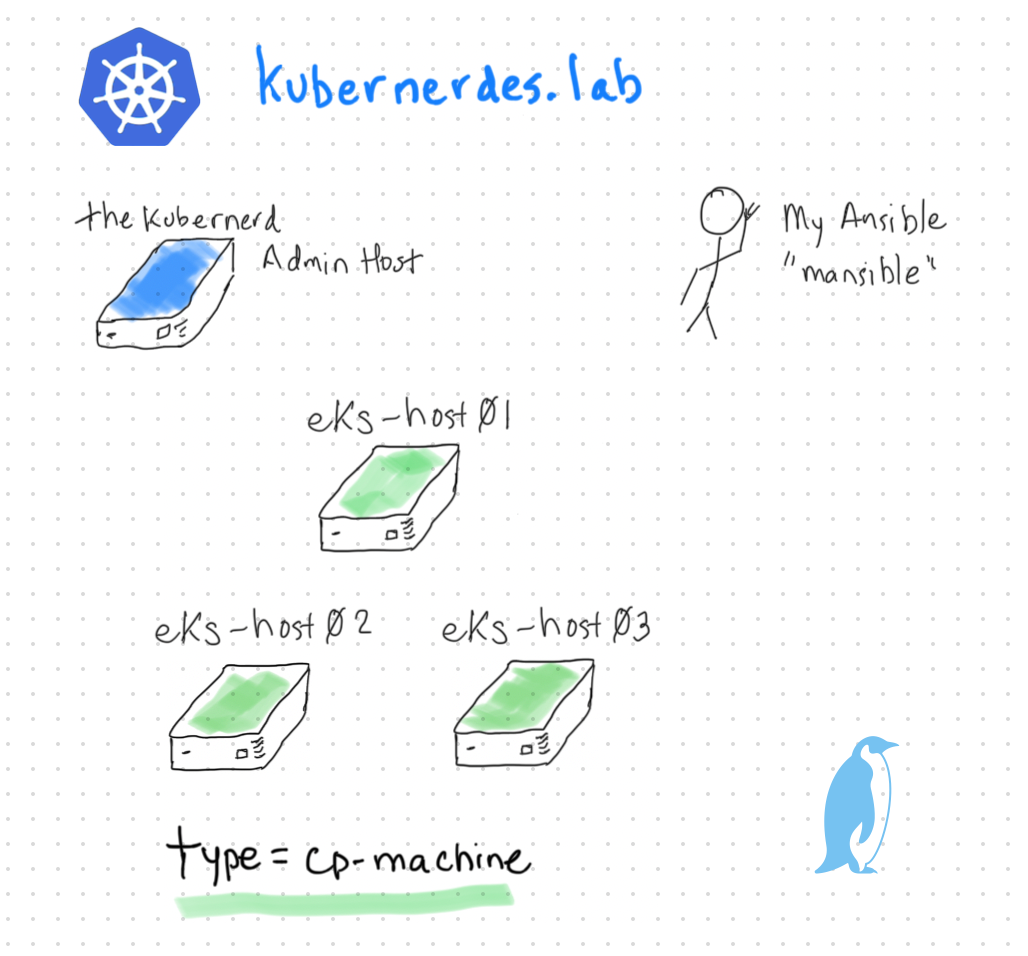 kubernerdes.lab
the Kubernerd
Admin Host
My Ansible
"mansible"
eKs-host Ø1
eKs-host Ø2
eKs-host Ø3
type = cp-machine